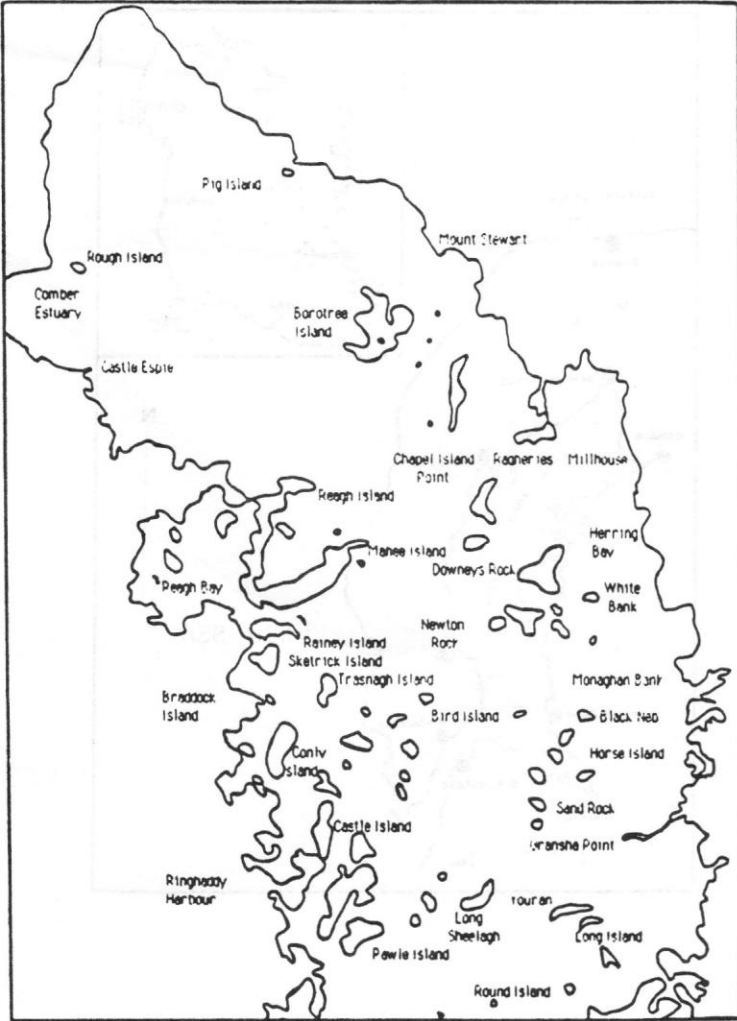 Pig Island
Mount Stewart
Rough Island
Comber
Estuary
Borotree
Island
Castle Espie
Chapel Island
Point
Ragheries
Millhouse
Reagh Island
Mahee Island
Herring
Bay
Downeys Rock
Reagh Bay
White
Bank
Newton
Rock
Rainey Island
Sketrick Island
Trasnagh Island
Monaghan Bank
Braddock
Island
Bird Island
Black Neb
Conly
Island
Horse Island
Sand Rock
Castle Island
Gransha Point
Ringhaddy
Harbour
Long
Sheelagh
Youran
Long Island
Pawle Island
Round Island